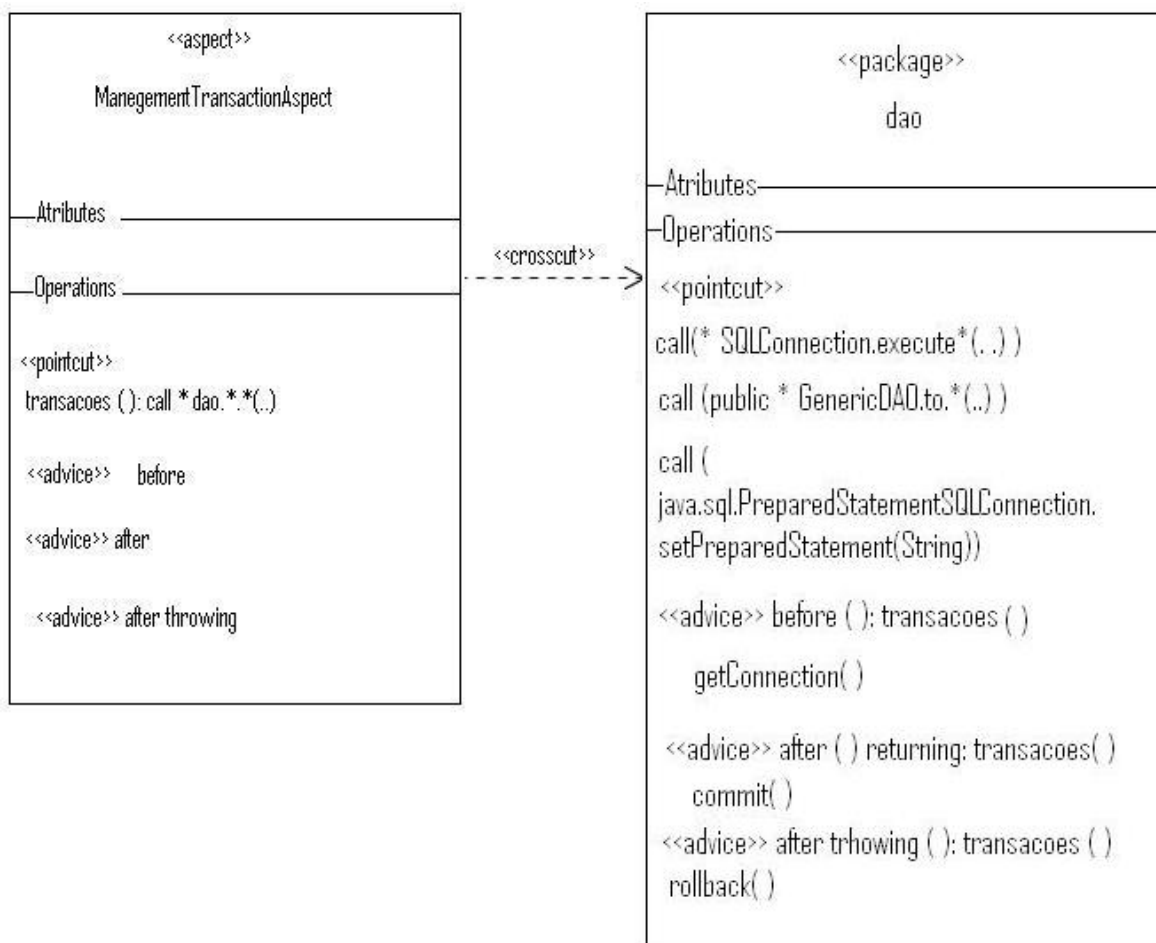 <<aspect>>
ManegementTransactionAspect
Atributes
Operations
<<pointcut>>
transacoes ( ): call * dao.*.*(..)
<<advice>> before
<<advice>> after
<<advice>> after throwing
<<crosscut>>
<<package>>
dao
Atributes
Operations
<<pointcut>>
call(* SQLConnection.execute*(. .) )
call (public * GenericDAO.to.*(..) )
call (
java.sql.PreparedStatementSQLConnection.
setPreparedStatement(String))
<<advice>> before ( ): transacoes ( )
getConnection( )
<<advice>> after ( ) returning: transacoes( )
commit( )
<<advice>> after trhowing ( ): transacoes ( )
rollback( )